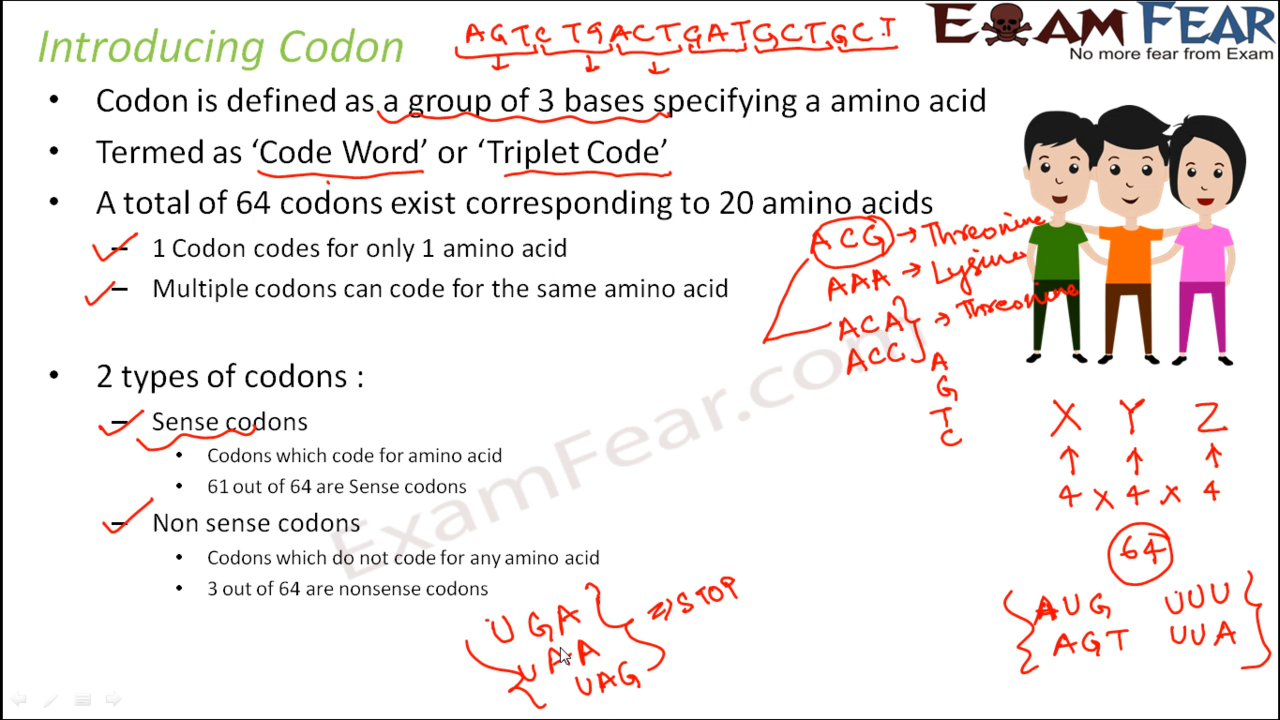 Introducing Codon
AGTCTGACTGATGCTGCT
EXAMFEAR
No more fear from Exam
• Codon is defined as a group of 3 bases specifying a amino acid
• Termed as ‘Code Word’ or ‘Triplet Code’
• A total of 64 codons exist corresponding to 20 amino acids
– 1 Codon codes for only 1 amino acid
– Multiple codons can code for the same amino acid
ACG → Threonine
AAA → Lysine
ACA → Threonine
ACC
A
G
T
C
• 2 types of codons :
– Sense codons
• Codons which code for amino acid
• 61 out of 64 are Sense codons
– Non sense codons
• Codons which do not code for any amino acid
• 3 out of 64 are nonsense codons
X Y Z
4 × 4 × 4
64
UGA ⇒ STOP
UAA
UAG
AUG UUU
AGT UUA
ExamFear.com